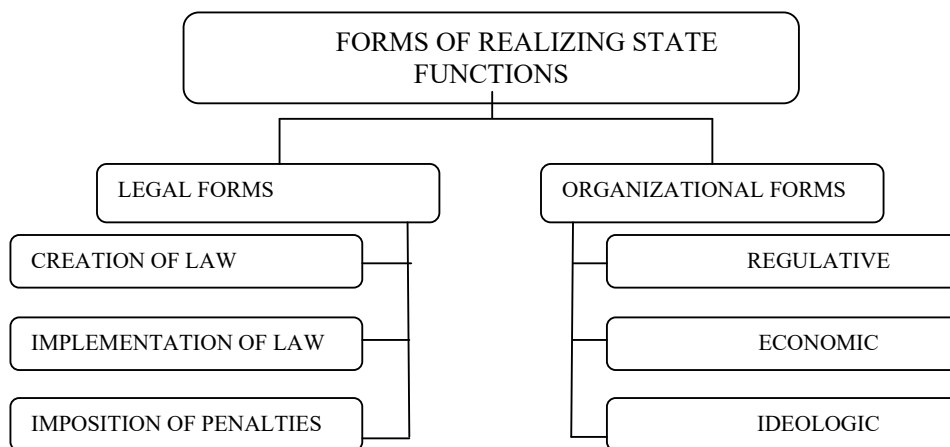 FORMS OF REALIZING STATE
FUNCTIONS
LEGAL FORMS
ORGANIZATIONAL FORMS
CREATION OF LAW
REGULATIVE
IMPLEMENTATION OF LAW
ECONOMIC
IMPOSITION OF PENALTIES
IDEOLOGIC